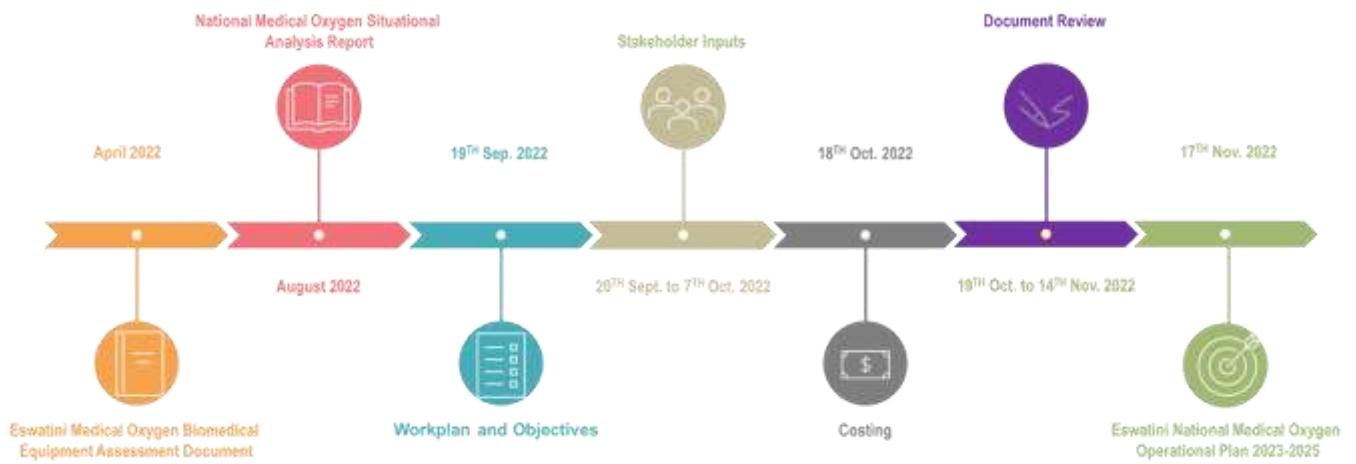 National Medical Oxygen Situational
Analysis Report
Stakeholder Inputs
Document Review
April 2022
19TH Sep. 2022
18TH Oct. 2022
17TH Nov. 2022
August 2022
20TH Sept. to 7TH Oct. 2022
19TH Oct. to 14TH Nov. 2022
$
Eswatini Medical Oxygen Biomedical
Equipment Assessment Document
Workplan and Objectives
Costing
Eswatini National Medical Oxygen
Operational Plan 2023-2025